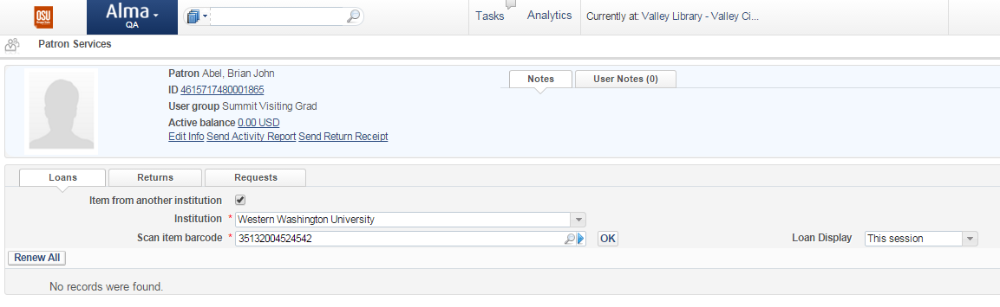 OSU
Alma
QA
Tasks
Analytics
Currently at: Valley Library - Valley Ci...
Patron Services
Patron Abel, Brian John
ID 4615717480001865
User group Summit Visiting Grad
Active balance 0.00 USD
Edit Info Send Activity Report Send Return Receipt
Notes
User Notes (0)
Loans
Returns
Requests
Item from another institution
Institution * Western Washington University
Scan item barcode * 35132004524542
OK
Loan Display This session
Renew All
No records were found.